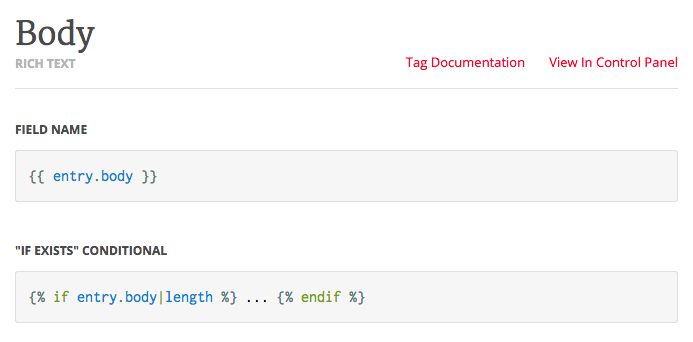 Body
RICH TEXT
Tag Documentation
View In Control Panel
FIELD NAME
{{ entry.body }}
"IF EXISTS" CONDITIONAL
{% if entry.body|length %} ... {% endif %}